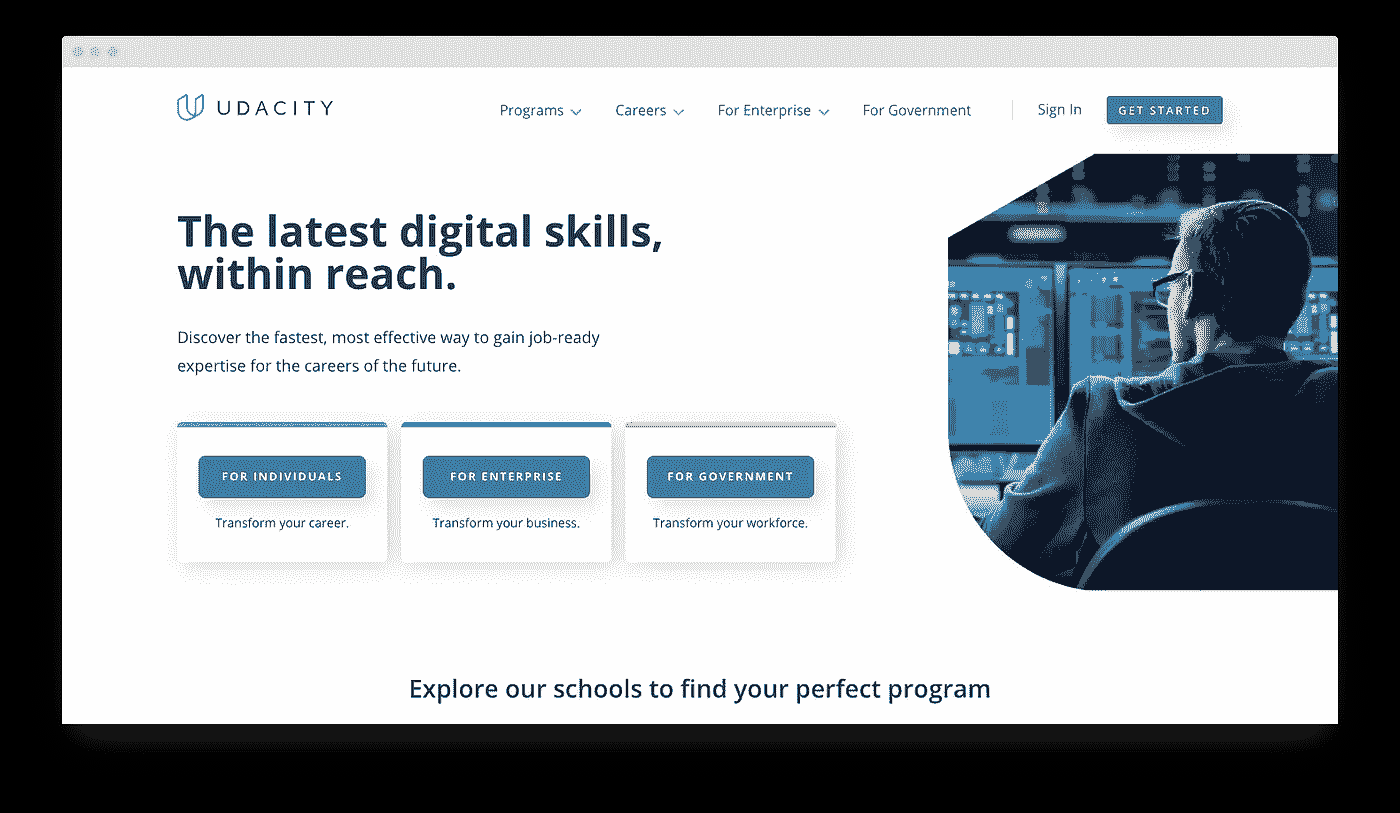 UDACITY
Programs
Careers
For Enterprise
For Government
Sign In
GET STARTED
The latest digital skills,
within reach.
Discover the fastest, most effective way to gain job-ready
expertise for the careers of the future.
FOR INDIVIDUALS
Transform your career.
FOR ENTERPRISE
Transform your business.
FOR GOVERNMENT
Transform your workforce.
Explore our schools to find your perfect program